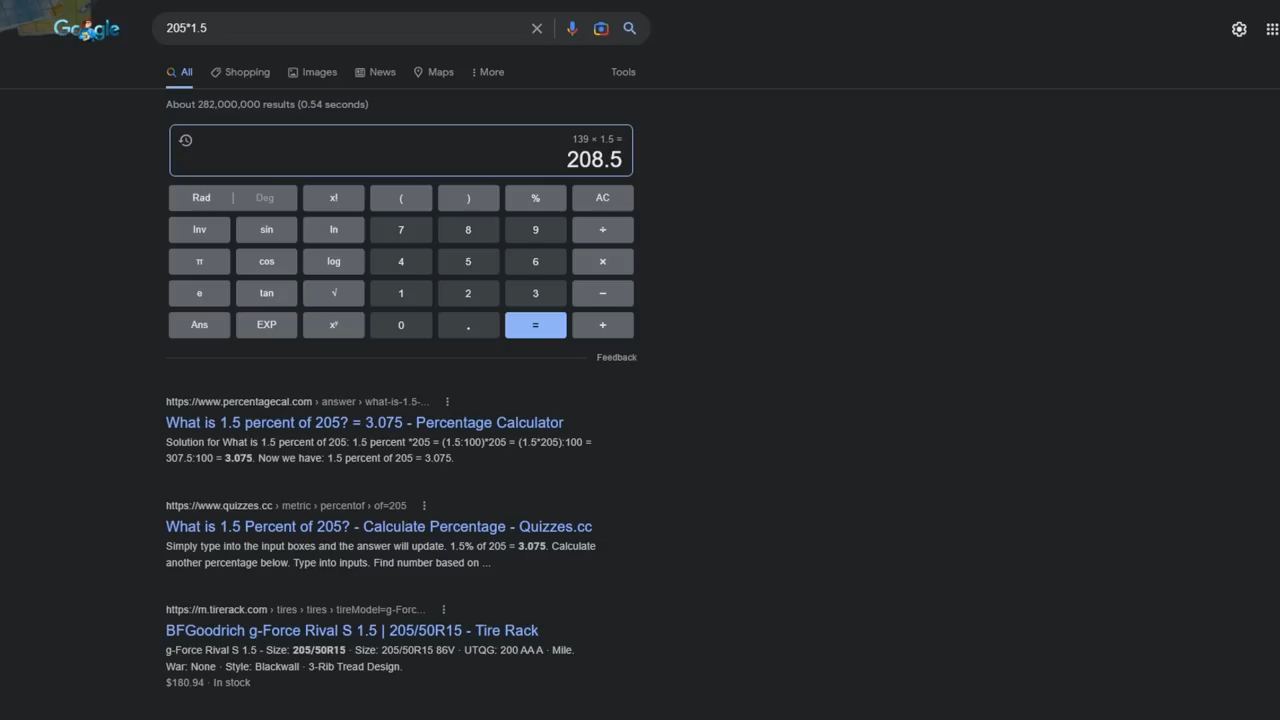 Google
205*1.5
All
Shopping
Images
News
Maps
More
Tools
About 282,000,000 results (0.54 seconds)
139 × 1.5 =
208.5
Rad | Deg x! ( ) % AC
Inv sin ln 7 8 9 ÷
π cos log 4 5 6 ×
e tan √ 1 2 3 −
Ans EXP xʸ 0 . = +
Feedback
https://www.percentagecal.com › answer › what-is-1.5-...
What is 1.5 percent of 205? = 3.075 - Percentage Calculator
Solution for What is 1.5 percent of 205: 1.5 percent *205 = (1.5:100)*205 = (1.5*205):100 =
307.5:100 = 3.075. Now we have: 1.5 percent of 205 = 3.075.
https://www.quizzes.cc › metric › percentof › of=205
What is 1.5 Percent of 205? - Calculate Percentage - Quizzes.cc
Simply type into the input boxes and the answer will update. 1.5% of 205 = 3.075. Calculate
another percentage below. Type into inputs. Find number based on ...
https://m.tirerack.com › tires › tires › tireModel=g-Forc...
BFGoodrich g-Force Rival S 1.5 | 205/50R15 - Tire Rack
g-Force Rival S 1.5 - Size: 205/50R15 · Size: 205/50R15 86V · UTQG: 200 AA A · Mile.
War: None · Style: Blackwall · 3-Rib Tread Design.
$180.94 · In stock